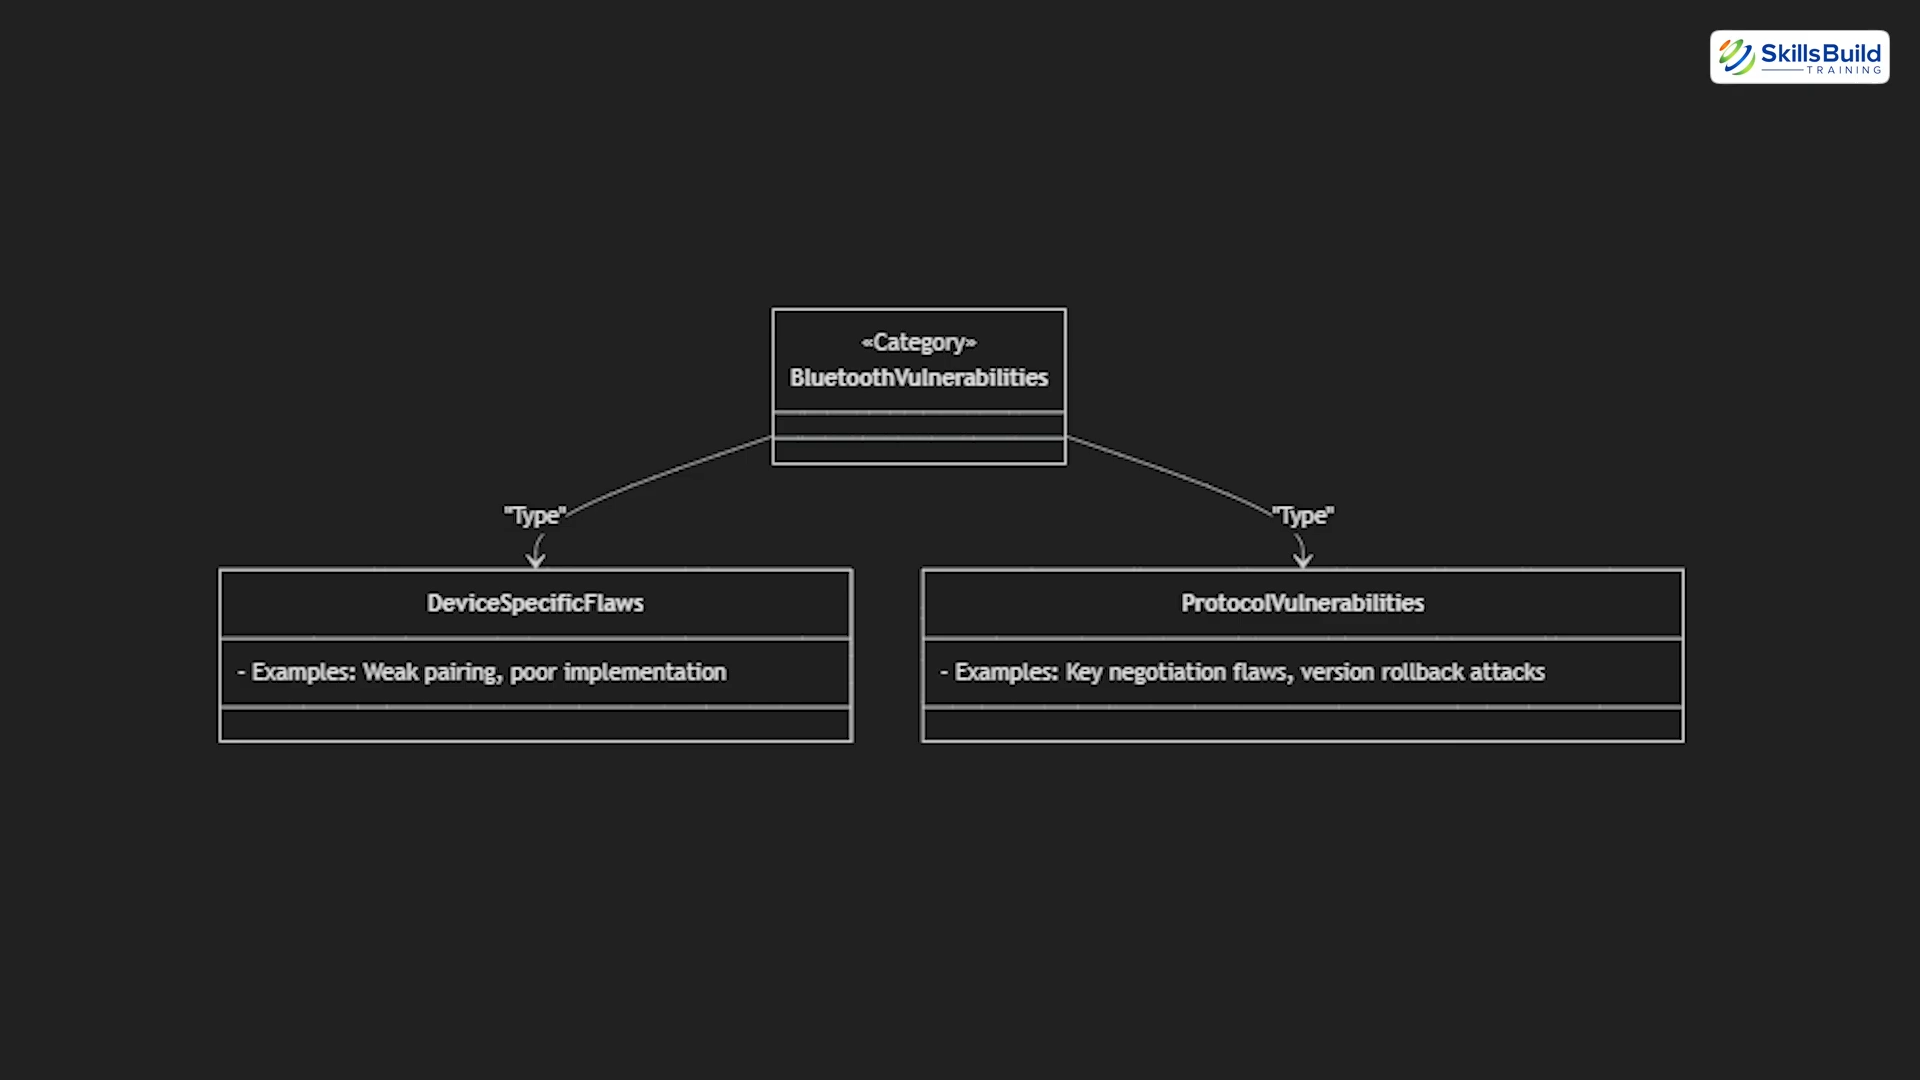 SkillsBuild
TRAINING
«Category»
BluetoothVulnerabilities
"Type"
"Type"
DeviceSpecificFlaws
- Examples: Weak pairing, poor implementation
ProtocolVulnerabilities
- Examples: Key negotiation flaws, version rollback attacks